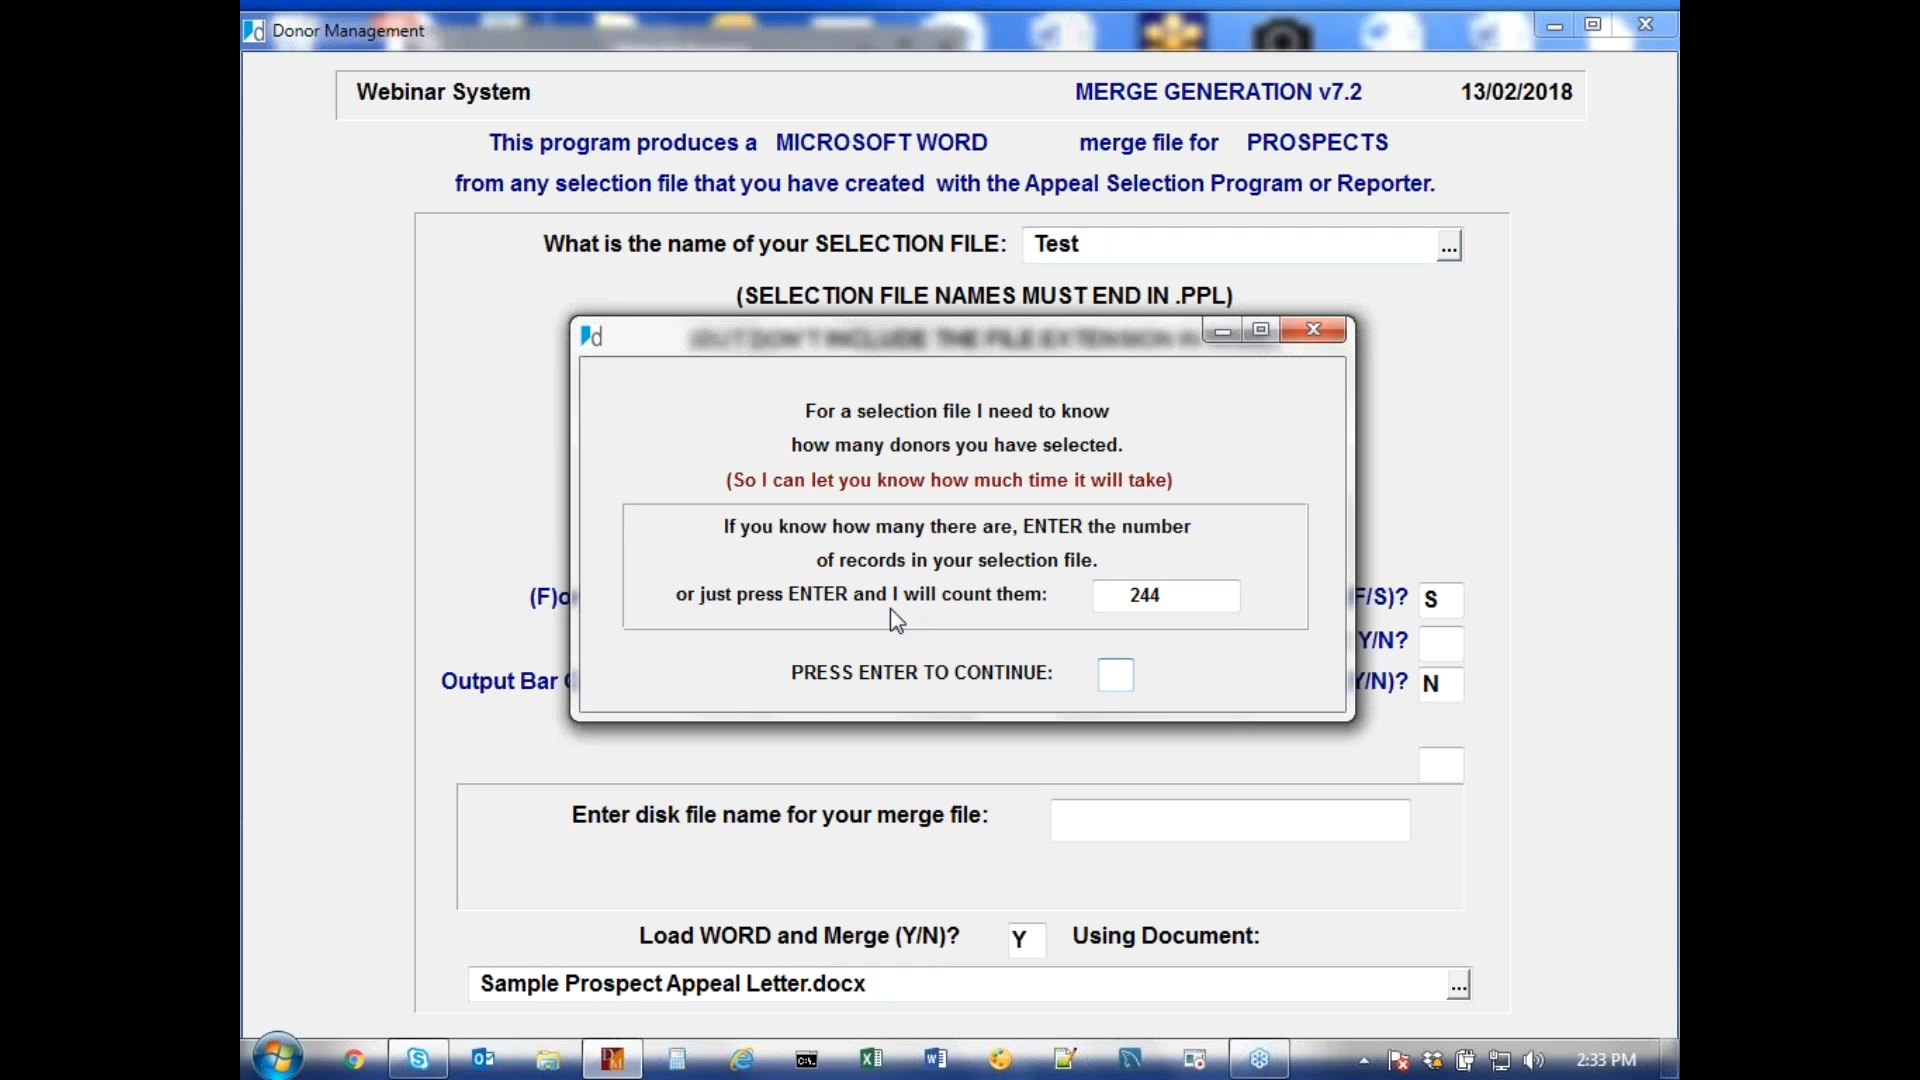 Donor Management
Webinar System MERGE GENERATION v7.2 13/02/2018
This program produces a MICROSOFT WORD merge file for PROSPECTS
from any selection file that you have created with the Appeal Selection Program or Reporter.
What is the name of your SELECTION FILE: Test ...
(SELECTION FILE NAMES MUST END IN .PPL)
(BUT DON'T INCLUDE THE FILE EXTENSION
For a selection file I need to know
how many donors you have selected.
(So I can let you know how much time it will take)
If you know how many there are, ENTER the number
of records in your selection file.
or just press ENTER and I will count them: 244
PRESS ENTER TO CONTINUE:
(F)o F/S)? S
Y/N?
Output Bar Y/N)? N
Enter disk file name for your merge file:
Load WORD and Merge (Y/N)? Y Using Document:
Sample Prospect Appeal Letter.docx ...
2:33 PM